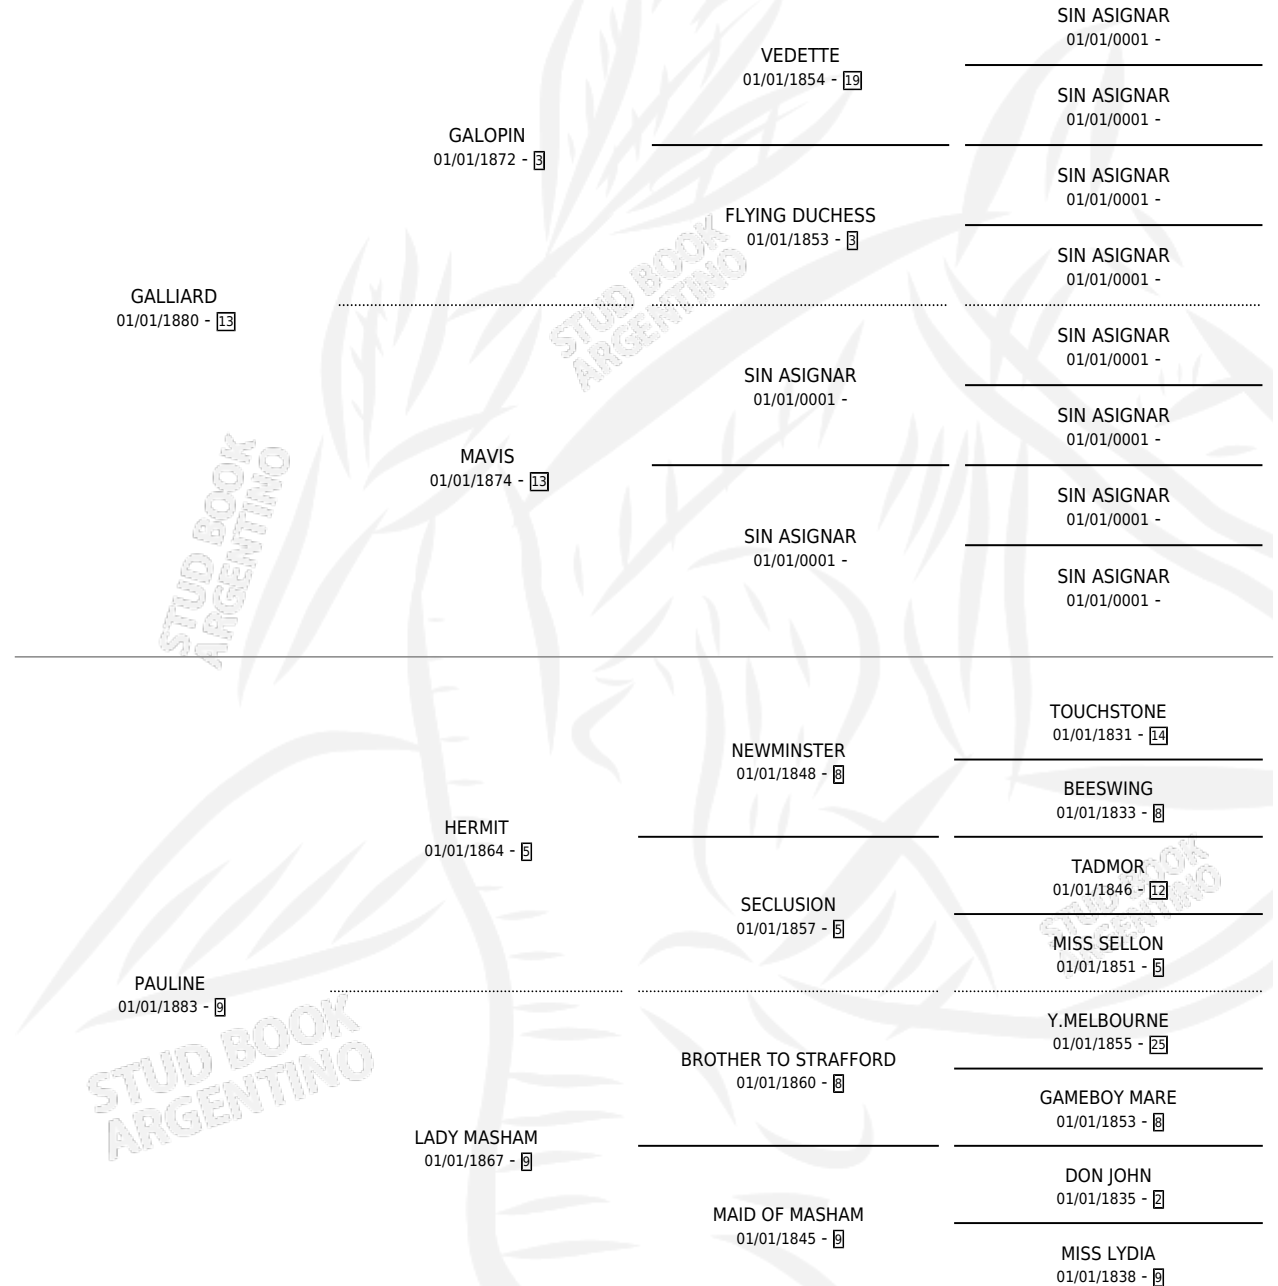 SIN ASIGNAR
01/01/0001 -
VEDETTE
01/01/1854 - 19
SIN ASIGNAR
01/01/0001 -
GALOPIN
01/01/1872 - 3
SIN ASIGNAR
01/01/0001 -
FLYING DUCHESS
01/01/1853 - 3
SIN ASIGNAR
01/01/0001 -
GALLIARD
01/01/1880 - 13
SIN ASIGNAR
01/01/0001 -
SIN ASIGNAR
01/01/0001 -
SIN ASIGNAR
01/01/0001 -
MAVIS
01/01/1874 - 13
SIN ASIGNAR
01/01/0001 -
SIN ASIGNAR
01/01/0001 -
SIN ASIGNAR
01/01/0001 -
STUD BOOK
ARGENTINO
STUD BOOK
ARGENTINO
TOUCHSTONE
01/01/1831 - 14
NEWMINSTER
01/01/1848 - 8
BEESWING
01/01/1833 - 8
HERMIT
01/01/1864 - 5
TADMOR
01/01/1846 - 12
SECLUSION
01/01/1857 - 5
MISS SELLON
01/01/1851 - 5
PAULINE
01/01/1883 - 9
Y.MELBOURNE
01/01/1855 - 25
BROTHER TO STRAFFORD
01/01/1860 - 8
GAMEBOY MARE
01/01/1853 - 8
LADY MASHAM
01/01/1867 - 9
DON JOHN
01/01/1835 - 2
MAID OF MASHAM
01/01/1845 - 9
MISS LYDIA
01/01/1838 - 9
STUD BOOK
ARGENTINO
STUD BOOK
ARGENTINO